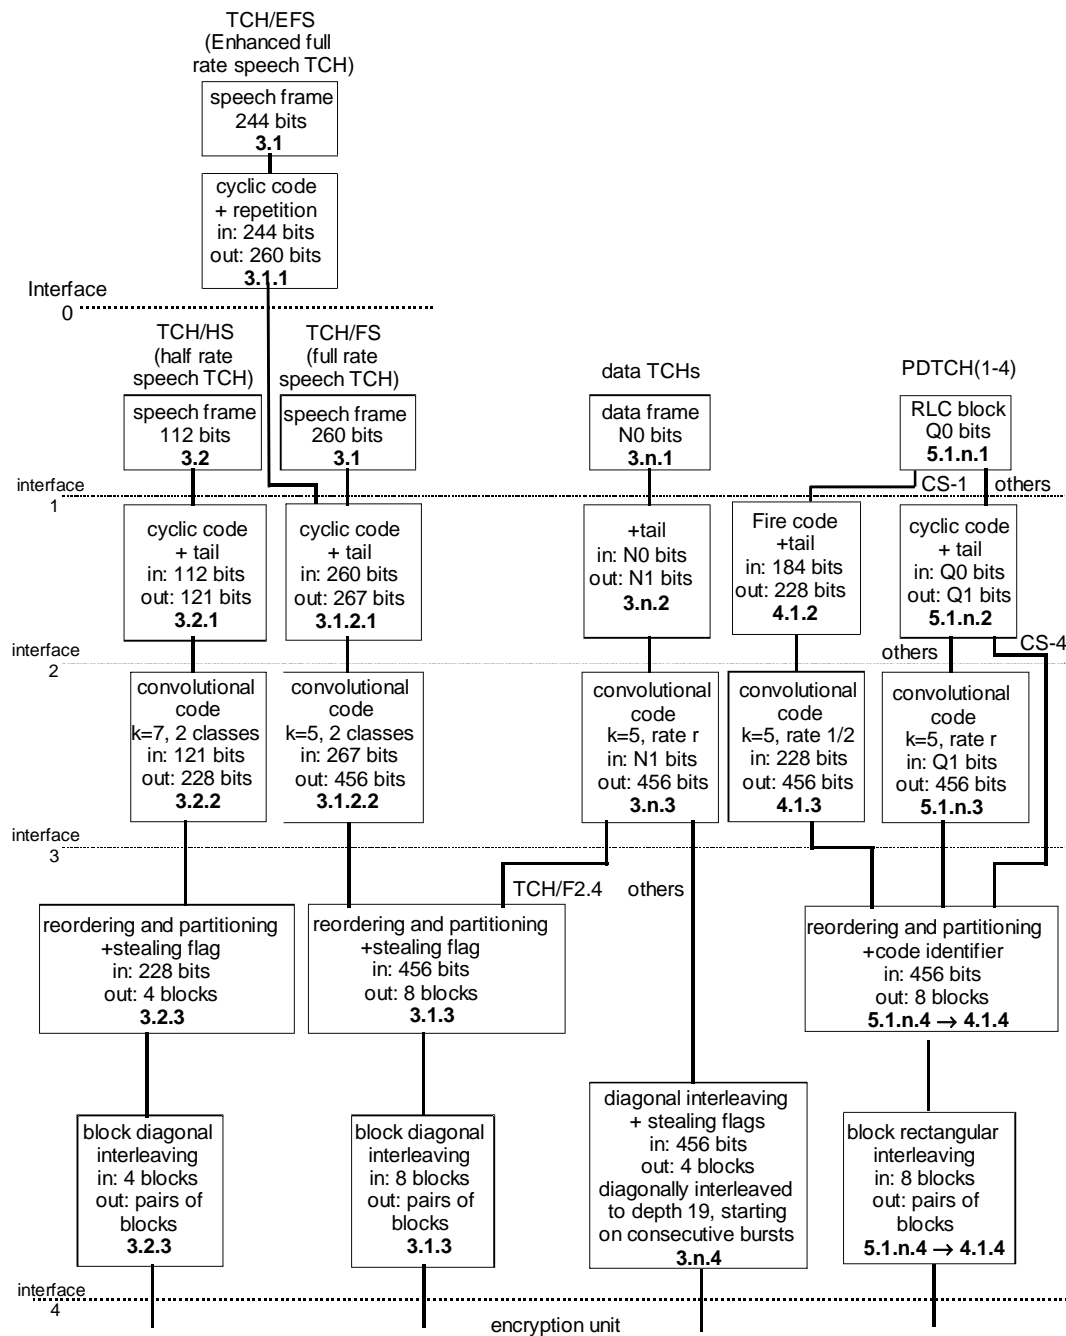 TCH/EFS
(Enhanced full
rate speech TCH)
speech frame
244 bits
3.1
cyclic code
+ repetition
in: 244 bits
out: 260 bits
3.1.1
Interface
0
TCH/HS
(half rate
speech TCH)
TCH/FS
(full rate
speech TCH)
data TCHs
PDTCH(1-4)
speech frame
112 bits
3.2
speech frame
260 bits
3.1
data frame
N0 bits
3.n.1
RLC block
Q0 bits
5.1.n.1
interface
1
CS-1
others
cyclic code
+ tail
in: 112 bits
out: 121 bits
3.2.1
cyclic code
+ tail
in: 260 bits
out: 267 bits
3.1.2.1
+tail
in: N0 bits
out: N1 bits
3.n.2
Fire code
+tail
in: 184 bits
out: 228 bits
4.1.2
cyclic code
+ tail
in: Q0 bits
out: Q1 bits
5.1.n.2
interface
2
others
CS-4
convolutional
code
k=7, 2 classes
in: 121 bits
out: 228 bits
3.2.2
convolutional
code
k=5, 2 classes
in: 267 bits
out: 456 bits
3.1.2.2
convolutional
code
k=5, rate r
in: N1 bits
out: 456 bits
3.n.3
convolutional
code
k=5, rate 1/2
in: 228 bits
out: 456 bits
4.1.3
convolutional
code
k=5, rate r
in: Q1 bits
out: 456 bits
5.1.n.3
interface
3
TCH/F2.4
others
reordering and partitioning
+stealing flag
in: 228 bits
out: 4 blocks
3.2.3
reordering and partitioning
+stealing flag
in: 456 bits
out: 8 blocks
3.1.3
reordering and partitioning
+code identifier
in: 456 bits
out: 8 blocks
5.1.n.4 → 4.1.4
block diagonal
interleaving
in: 4 blocks
out: pairs of
blocks
3.2.3
block diagonal
interleaving
in: 8 blocks
out: pairs of
blocks
3.1.3
diagonal interleaving
+ stealing flags
in: 456 bits
out: 4 blocks
diagonally interleaved
to depth 19, starting
on consecutive bursts
3.n.4
block rectangular
interleaving
in: 8 blocks
out: pairs of
blocks
5.1.n.4 → 4.1.4
interface
4
encryption unit